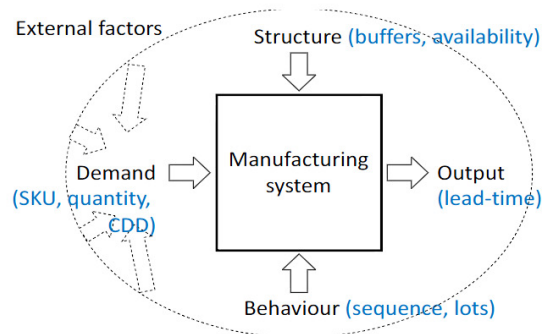 External factors
Structure (buffers, availability)
Manufacturing
system
Demand
(SKU, quantity,
CDD)
Output
(lead-time)
Behaviour (sequence, lots)